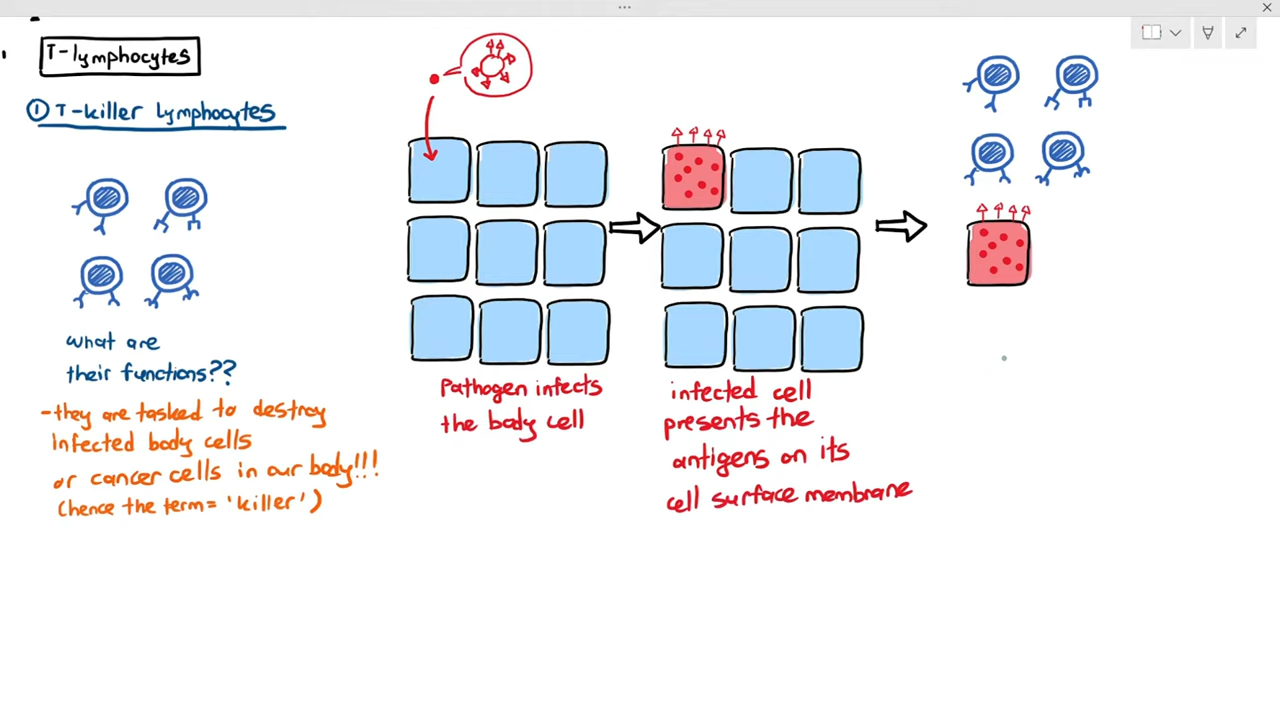 T-lymphocytes
① T-killer lymphocytes
what are
their functions??
-they are tasked to destroy
infected body cells
or cancer cells in our body!!!
(hence the term= 'killer')
Pathogen infects
the body cell
infected cell
presents the
antigens on its
cell surface membrane